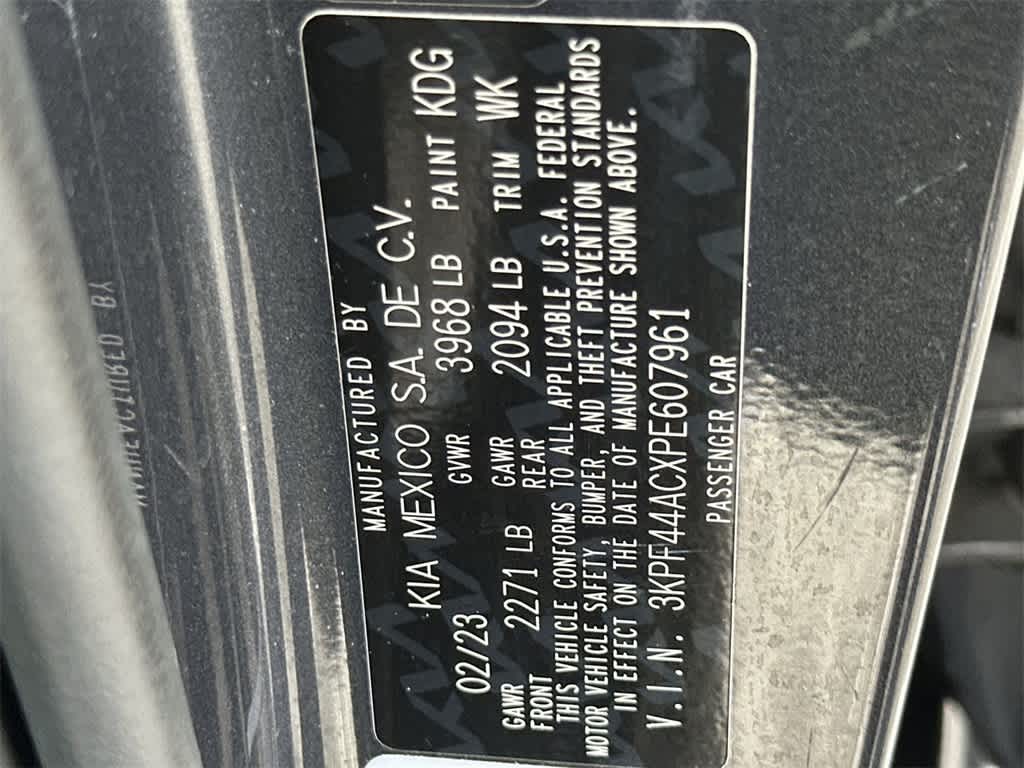 MANUFACTURED BY
KIA MEXICO S.A. DE C.V.
02/23 GVWR 3968 LB PAINT KDG
GAWR FRONT 2271 LB GAWR REAR 2094 LB TRIM WK
THIS VEHICLE CONFORMS TO ALL APPLICABLE U.S.A. FEDERAL
MOTOR VEHICLE SAFETY, BUMPER, AND THEFT PREVENTION STANDARDS
IN EFFECT ON THE DATE OF MANUFACTURE SHOWN ABOVE.
V.I.N. 3KPF44ACXPE607961
PASSENGER CAR